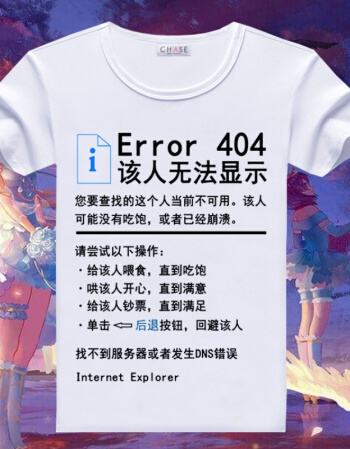 CHASE
Error 404
该人无法显示
您要查找的这个人当前不可用。该人
可能没有吃饱，或者已经崩溃。
请尝试以下操作：
·给该人喂食，直到吃饱
·哄该人开心，直到满意
·给该人钞票，直到满足
·单击⇦后退按钮，回避该人
找不到服务器或者发生DNS错误
Internet Explorer